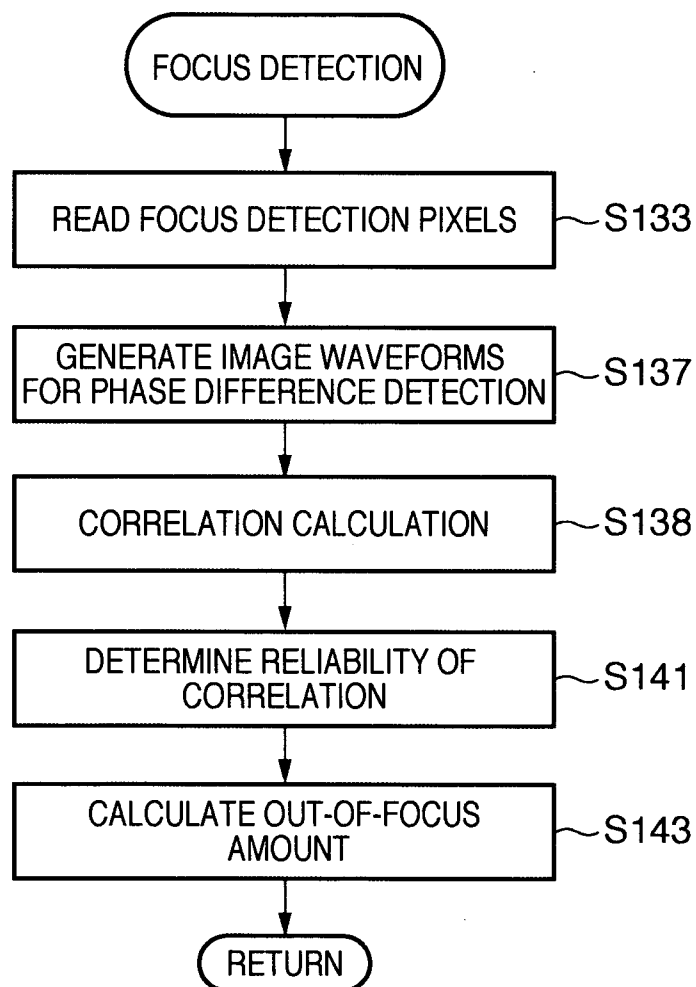 FOCUS DETECTION
READ FOCUS DETECTION PIXELS
S133
GENERATE IMAGE WAVEFORMS
FOR PHASE DIFFERENCE DETECTION
S137
CORRELATION CALCULATION
S138
DETERMINE RELIABILITY OF
CORRELATION
S141
CALCULATE OUT-OF-FOCUS
AMOUNT
S143
RETURN